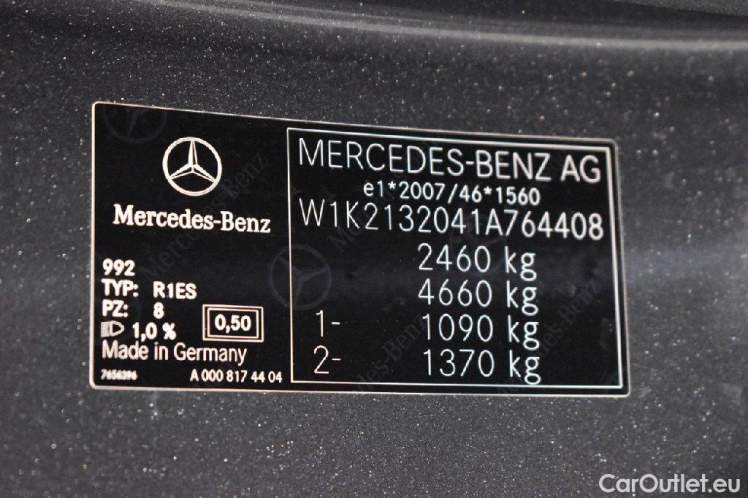 Mercedes-Benz
992
TYP: R1ES
PZ: 8
1,0 % 0,50
Made in Germany
7656396 A 000 817 44 04
MERCEDES-BENZ AG
e1*2007/46*1560
W1K2132041A764408
2460 kg
4660 kg
1- 1090 kg
2- 1370 kg
CarOutlet.eu